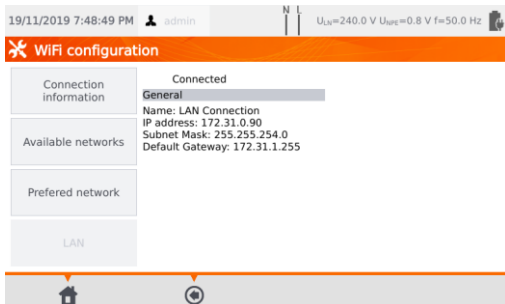 19/11/2019 7:48:49 PM admin N L U_LN=240.0 V U_NPE=0.8 V f=50.0 Hz
WiFi configuration
Connection
information
Available networks
Prefered network
LAN
Connected
General
Name: LAN Connection
IP address: 172.31.0.90
Subnet Mask: 255.255.254.0
Default Gateway: 172.31.1.255